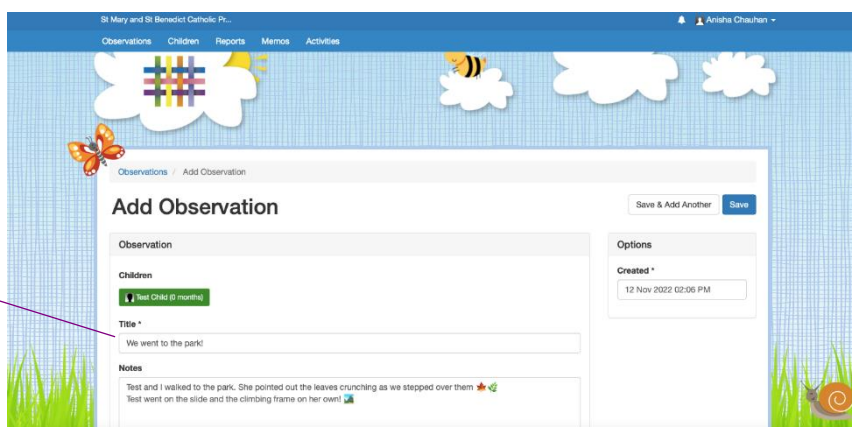 St Mary and St Benedict Catholic Pr...
Anisha Chauhan
Observations Children Reports Memos Activities
Observations / Add Observation
Add Observation
Save & Add Another
Save
Observation
Options
Children
Created *
Test Child (0 months)
12 Nov 2022 02:06 PM
Title *
We went to the park!
Notes
Test and I walked to the park. She pointed out the leaves crunching as we stepped over them 🍁🌿
Test went on the slide and the climbing frame on her own! 🏞️